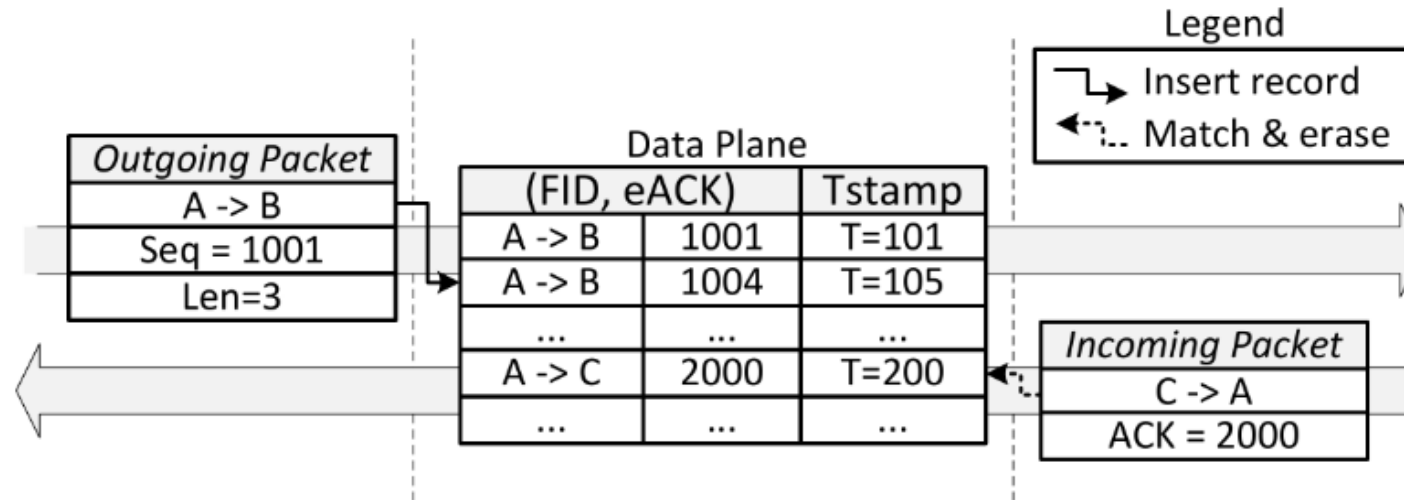 Legend
Insert record
Match & erase
Outgoing Packet
A -> B
Seq = 1001
Len=3
Data Plane
(FID, eACK) Tstamp
A -> B 1001 T=101
A -> B 1004 T=105
... ... ...
A -> C 2000 T=200
... ... ...
Incoming Packet
C -> A
ACK = 2000